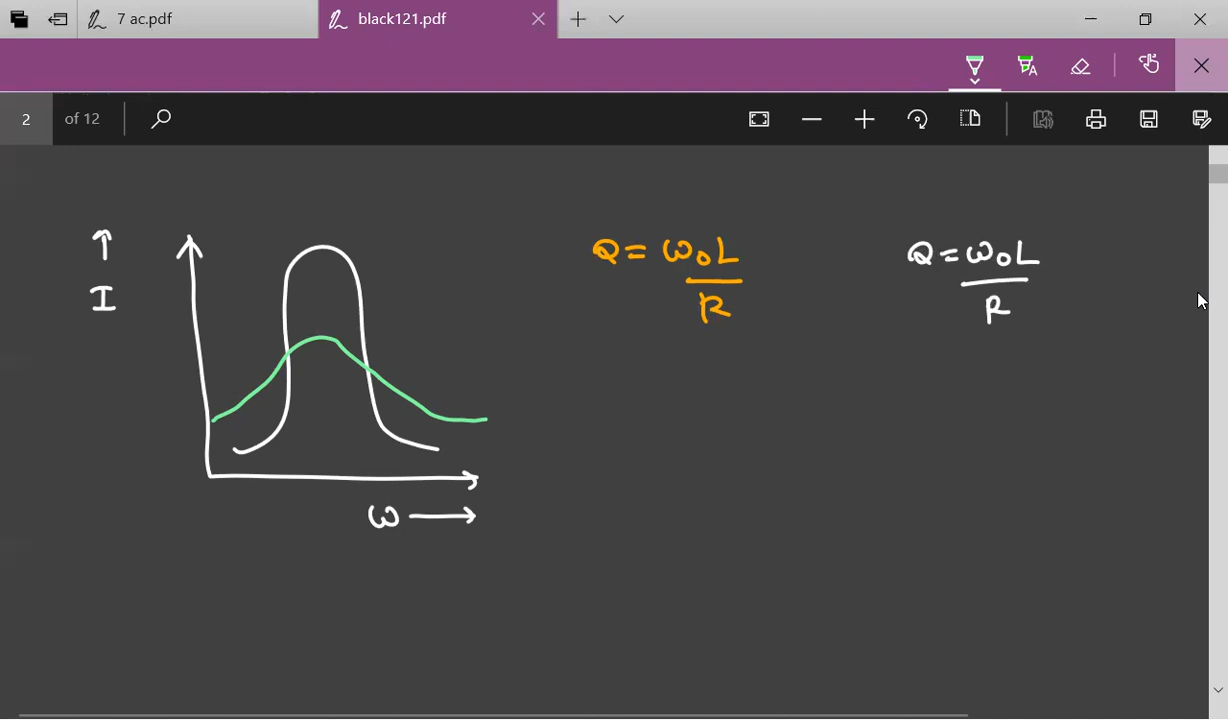 7 ac.pdf
black121.pdf
2 of 12
↑
I
ω →
Q = ω₀L
R
Q = ω₀L
R